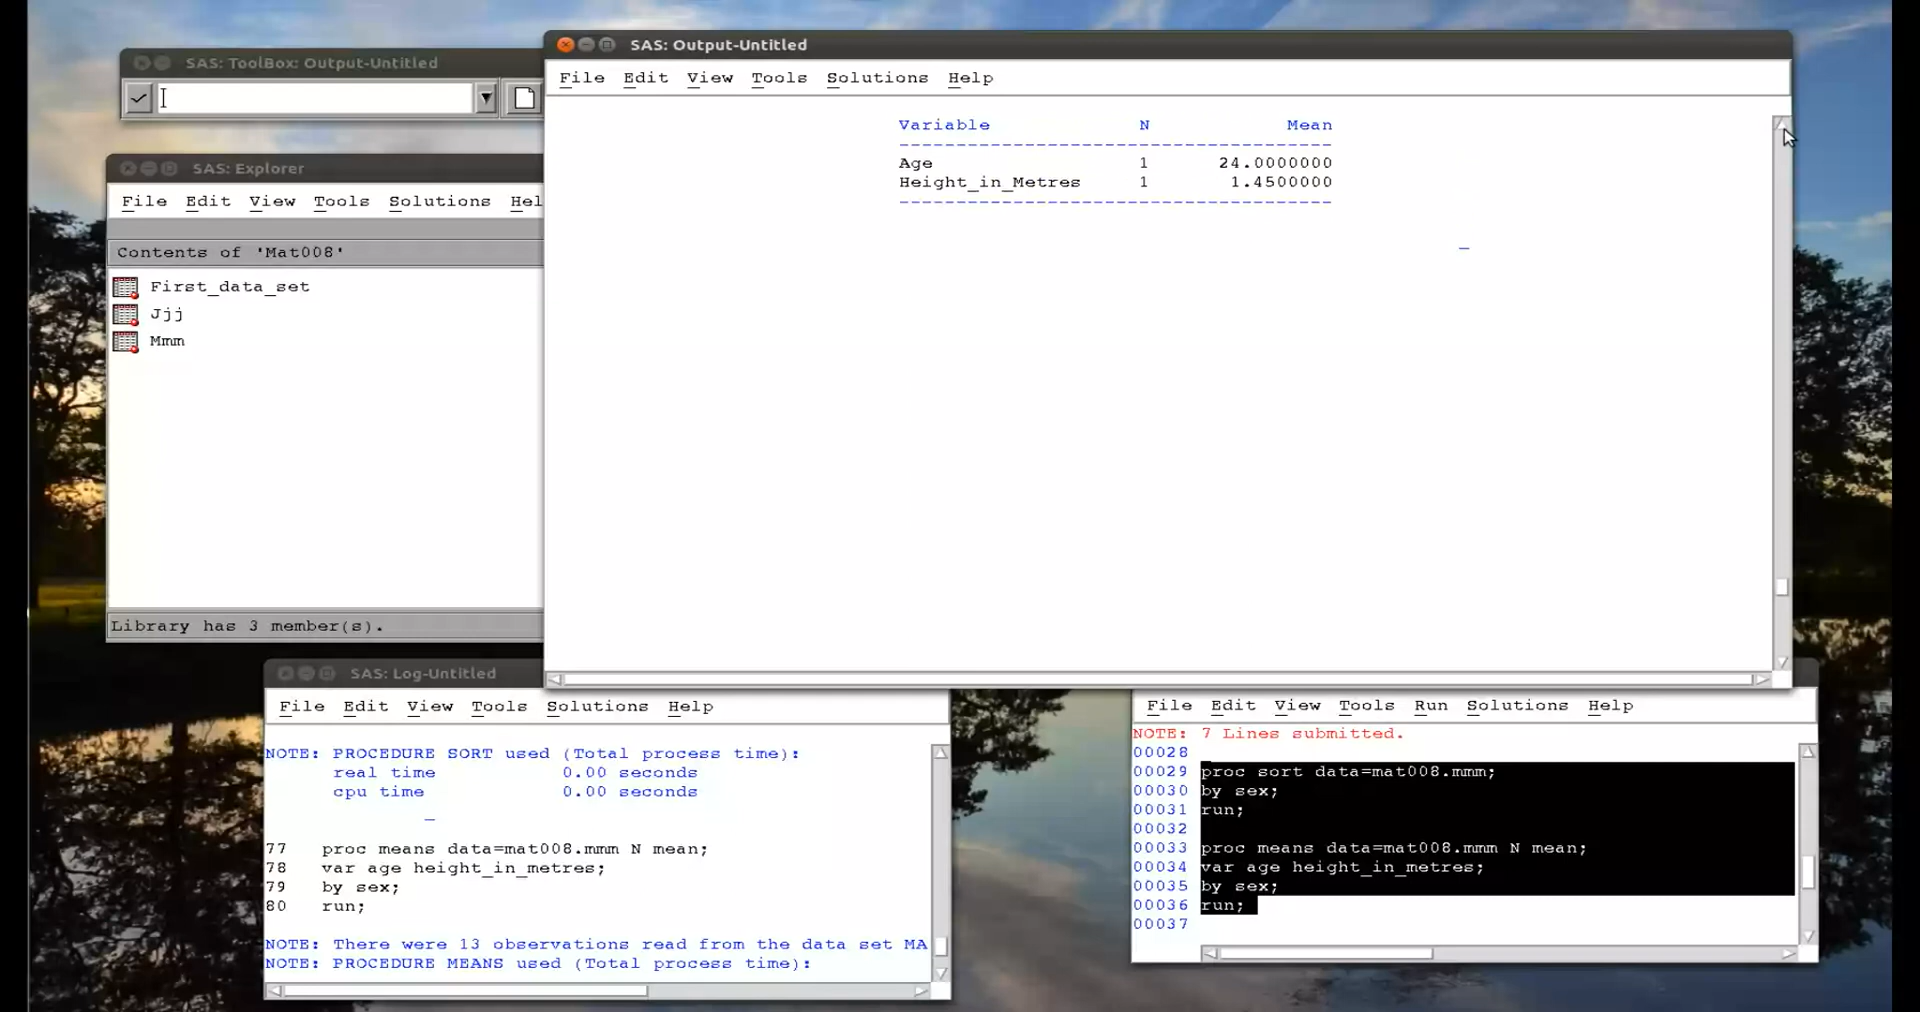 SAS: ToolBox: Output-Untitled
SAS: Output-Untitled
File Edit View Tools Solutions Help
Variable N Mean
Age 1 24.0000000
Height_in_Metres 1 1.4500000
SAS: Explorer
File Edit View Tools Solutions Hel
Contents of 'Mat008'
First_data_set
Jjj
Mmm
Library has 3 member(s).
SAS: Log-Untitled
File Edit View Tools Solutions Help
NOTE: PROCEDURE SORT used (Total process time):
real time 0.00 seconds
cpu time 0.00 seconds
77 proc means data=mat008.mmm N mean;
78 var age height_in_metres;
79 by sex;
80 run;
NOTE: There were 13 observations read from the data set MA
NOTE: PROCEDURE MEANS used (Total process time):
File Edit View Tools Run Solutions Help
NOTE: 7 Lines submitted.
00028
00029 proc sort data=mat008.mmm;
00030 by sex;
00031 run;
00032
00033 proc means data=mat008.mmm N mean;
00034 var age height_in_metres;
00035 by sex;
00036 run;
00037